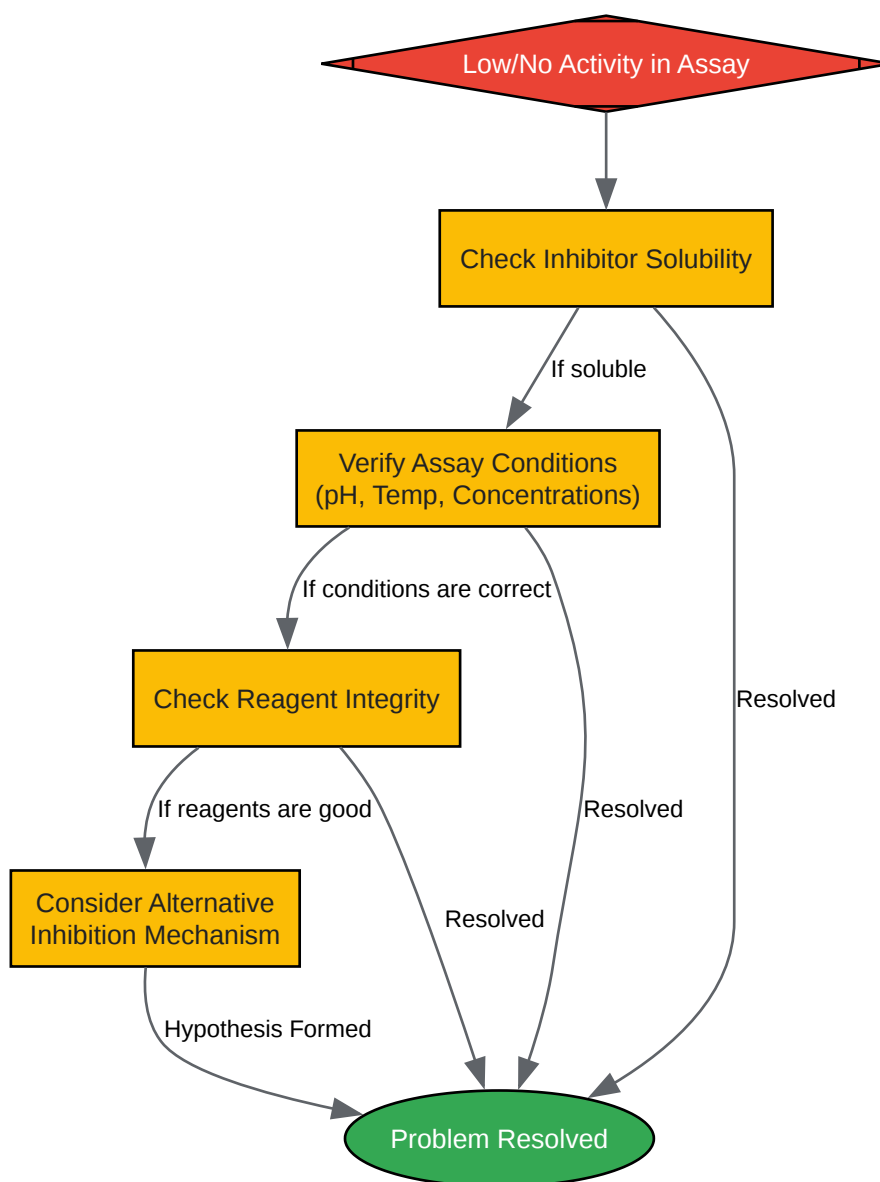 Low/No Activity in Assay
Check Inhibitor Solubility
If soluble
Verify Assay Conditions
(pH, Temp, Concentrations)
If conditions are correct
Check Reagent Integrity
Resolved
If reagents are good
Resolved
Consider Alternative
Inhibition Mechanism
Resolved
Hypothesis Formed
Problem Resolved